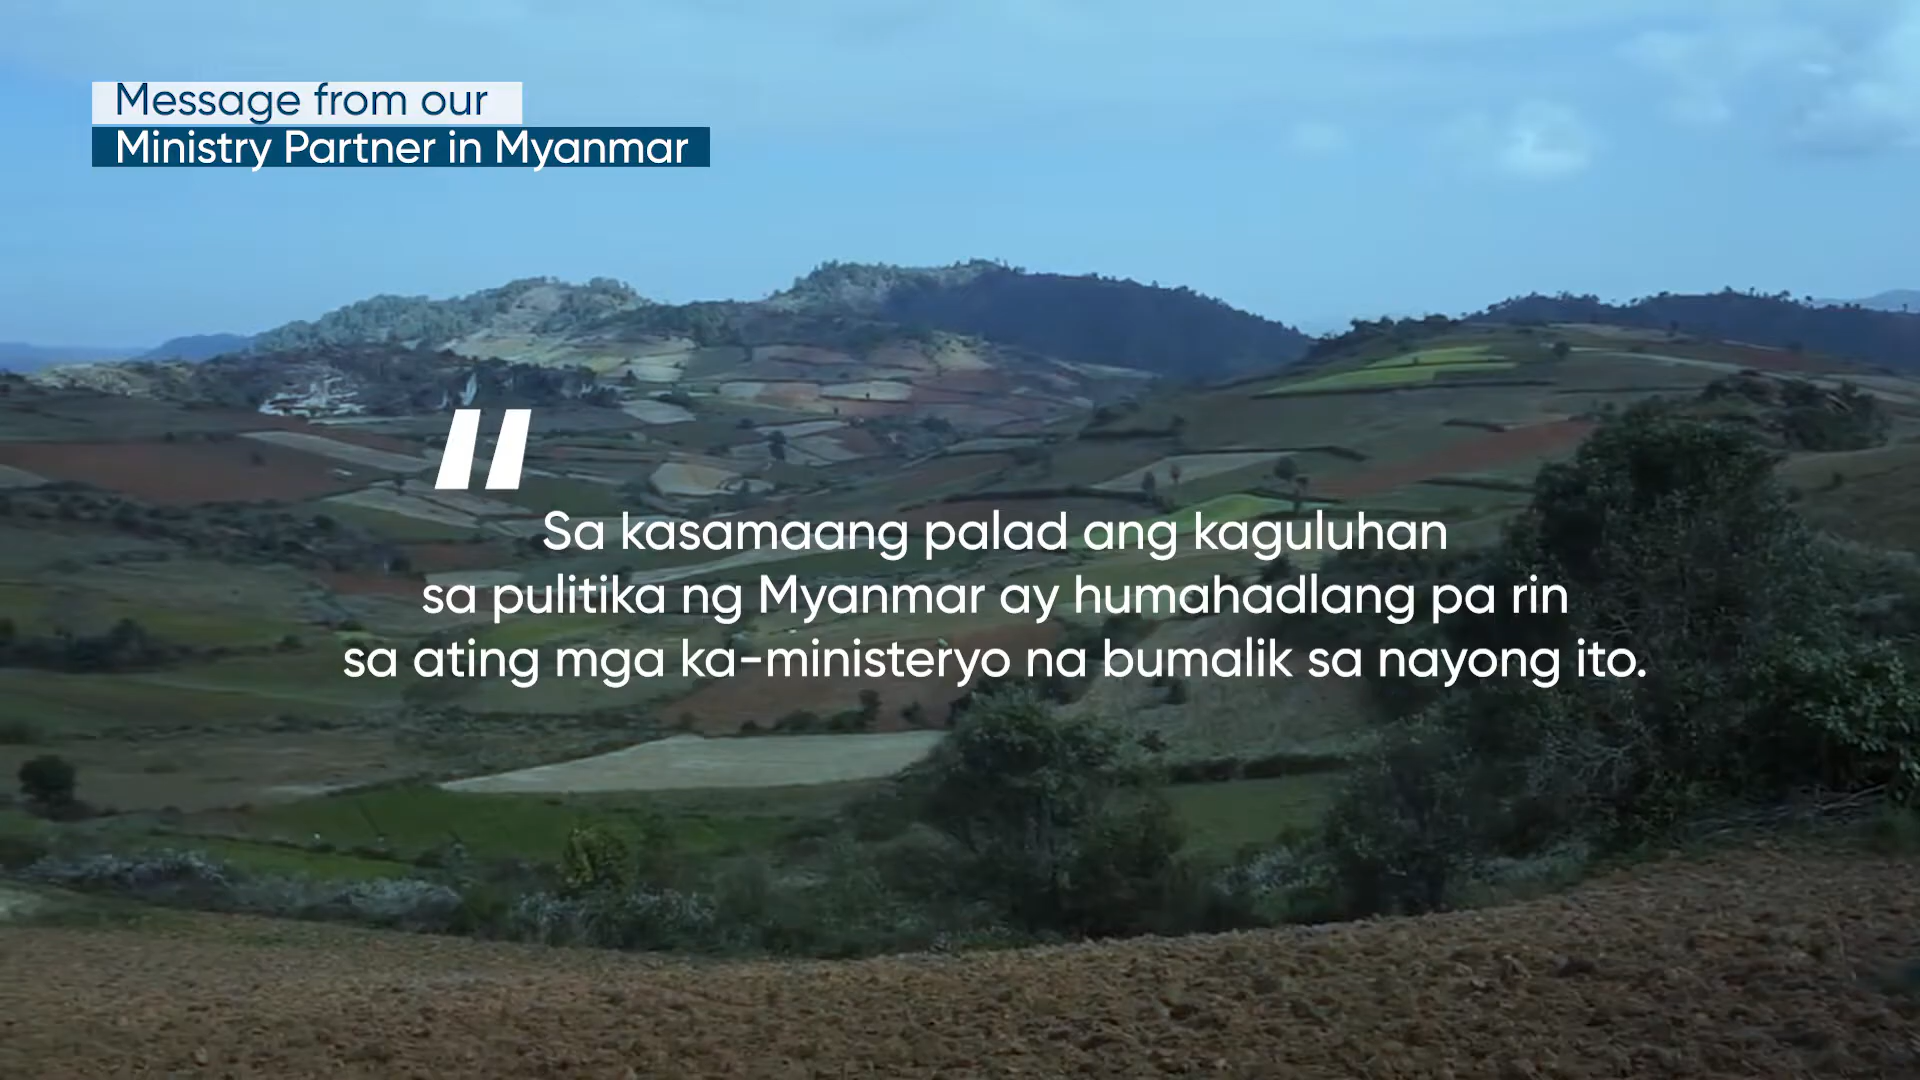 Message from our
Ministry Partner in Myanmar
"
Sa kasamaang palad ang kaguluhan
sa pulitika ng Myanmar ay humahadlang pa rin
sa ating mga ka-ministeryo na bumalik sa nayong ito.